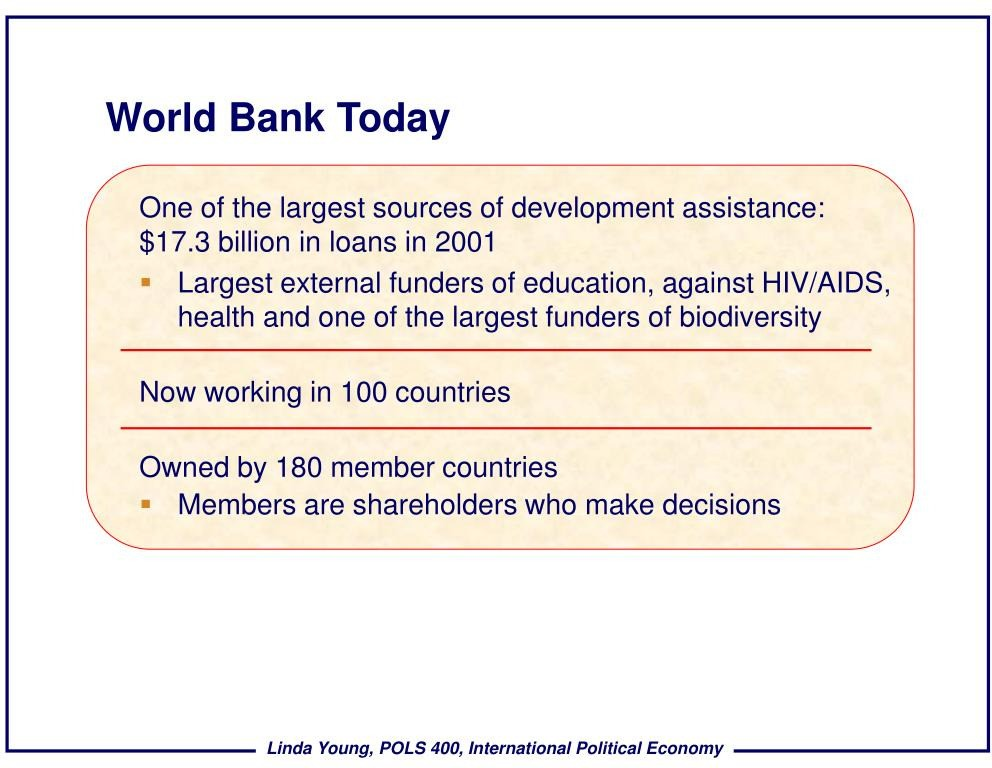 World Bank Today
One of the largest sources of development assistance:
$17.3 billion in loans in 2001
▪ Largest external funders of education, against HIV/AIDS,
health and one of the largest funders of biodiversity
Now working in 100 countries
Owned by 180 member countries
▪ Members are shareholders who make decisions
Linda Young, POLS 400, International Political Economy